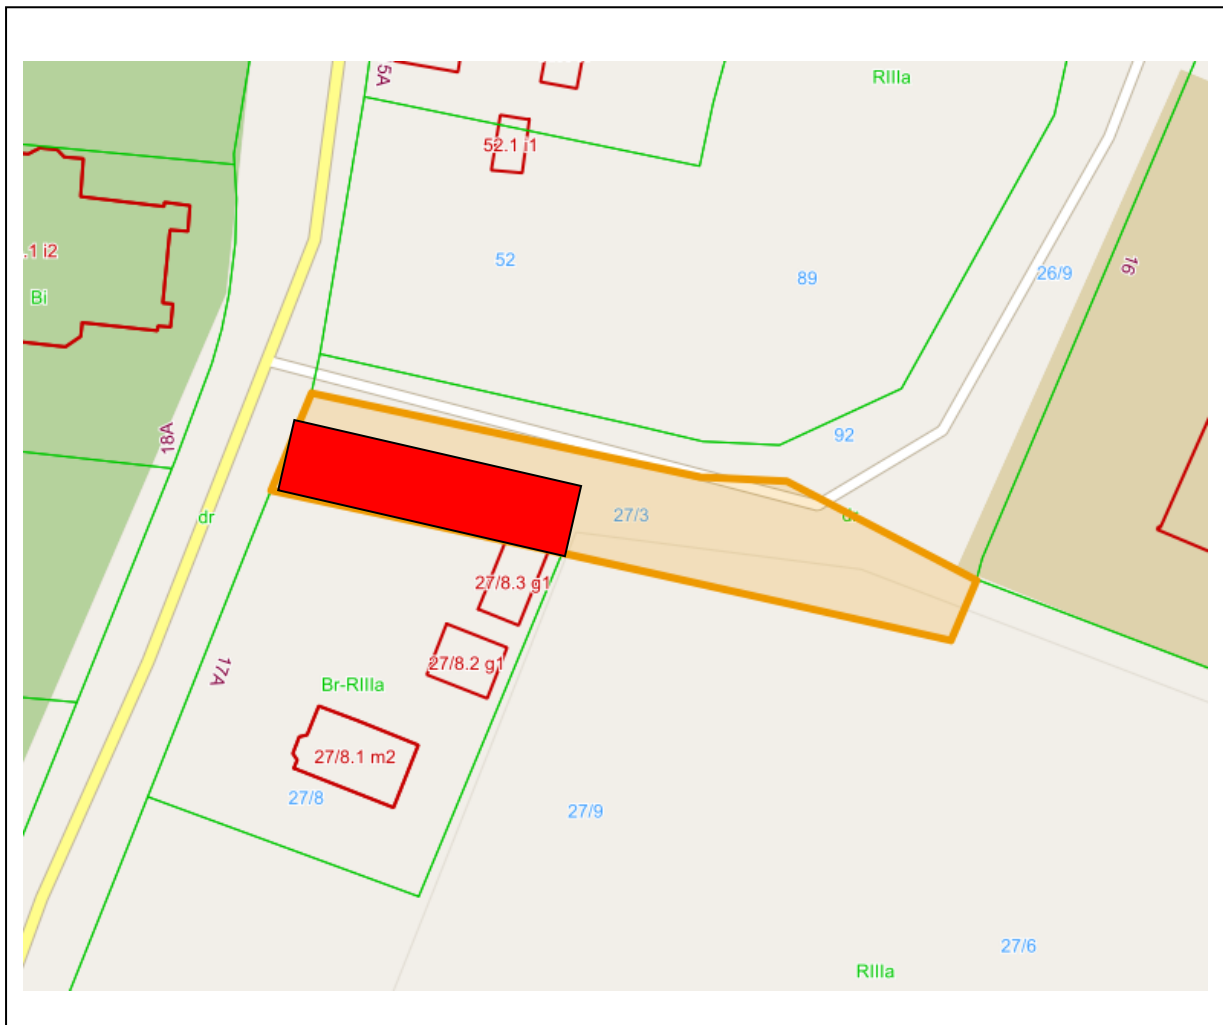 5A
RIIIa
52.1 i1
.1 i2
52
89
26/9
16
Bi
18A
92
dr
27/3
dr
27/8.3 g1
27/8.2 g1
17A
Br-RIIIa
27/8.1 m2
27/8
27/9
27/6
RIIIa